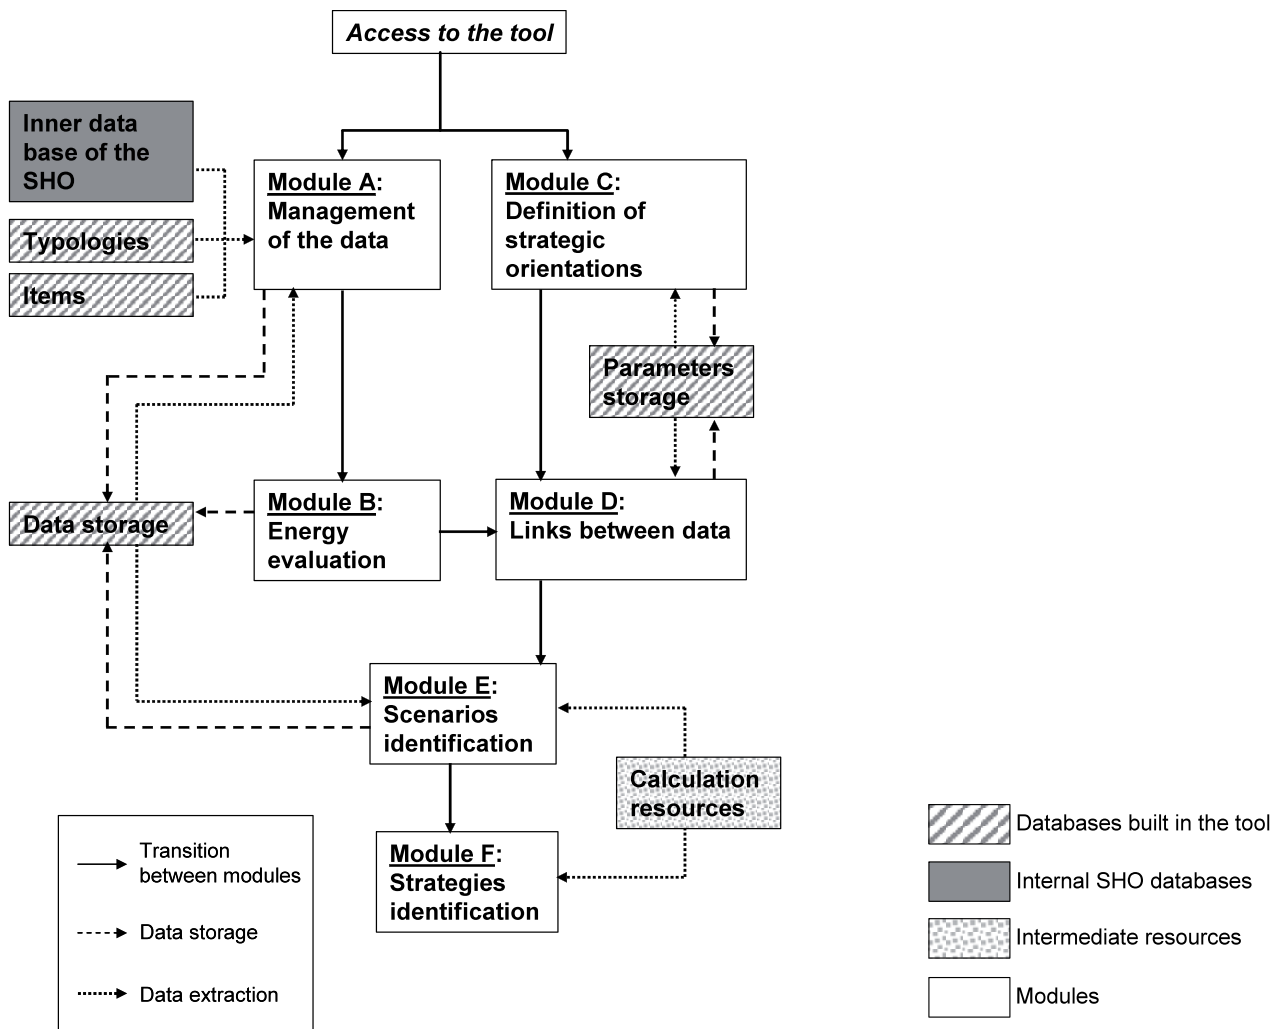 Access to the tool
Inner data
base of the
SHO
Typologies
Items
Module A:
Management
of the data
Module C:
Definition of
strategic
orientations
Parameters
storage
Data storage
Module B:
Energy
evaluation
Module D:
Links between data
Module E:
Scenarios
identification
Calculation
resources
Module F:
Strategies
identification
Transition
between modules
Data storage
Data extraction
Databases built in the tool
Internal SHO databases
Intermediate resources
Modules